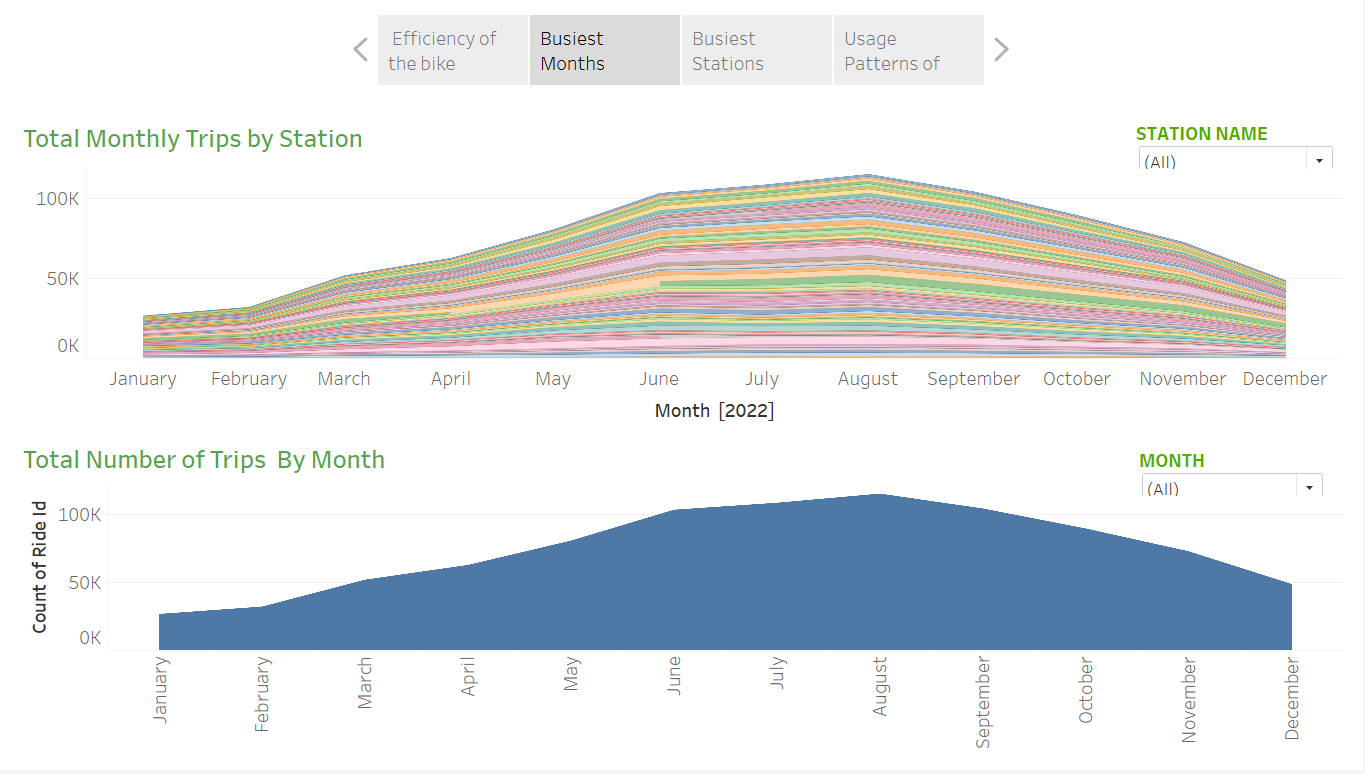 Efficiency of
the bike
Busiest
Months
Busiest
Stations
Usage
Patterns of
Total Monthly Trips by Station
STATION NAME
(All)
100K
50K
0K
January February March April May June July August September October November December
Month [2022]
Total Number of Trips By Month
MONTH
(All)
Count of Ride Id
100K
50K
0K
January
February
March
April
May
June
July
August
September
October
November
December